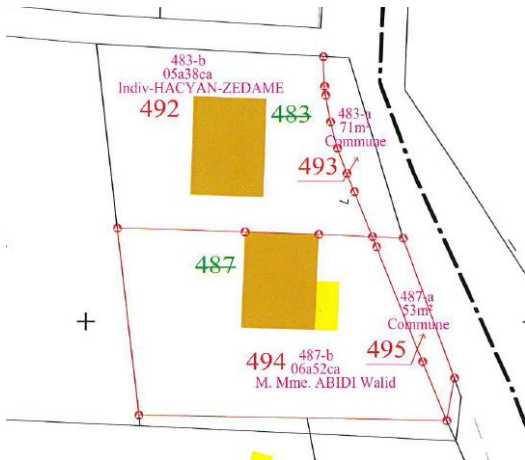 483-b
05a38ca
Indiv-HACYAN-ZEDAME
492
483
483-a
71m²
Commune
493
L
487
487-a
53m²
Commune
495
494
487-b
06a52ca
M. Mme. ABIDI Walid